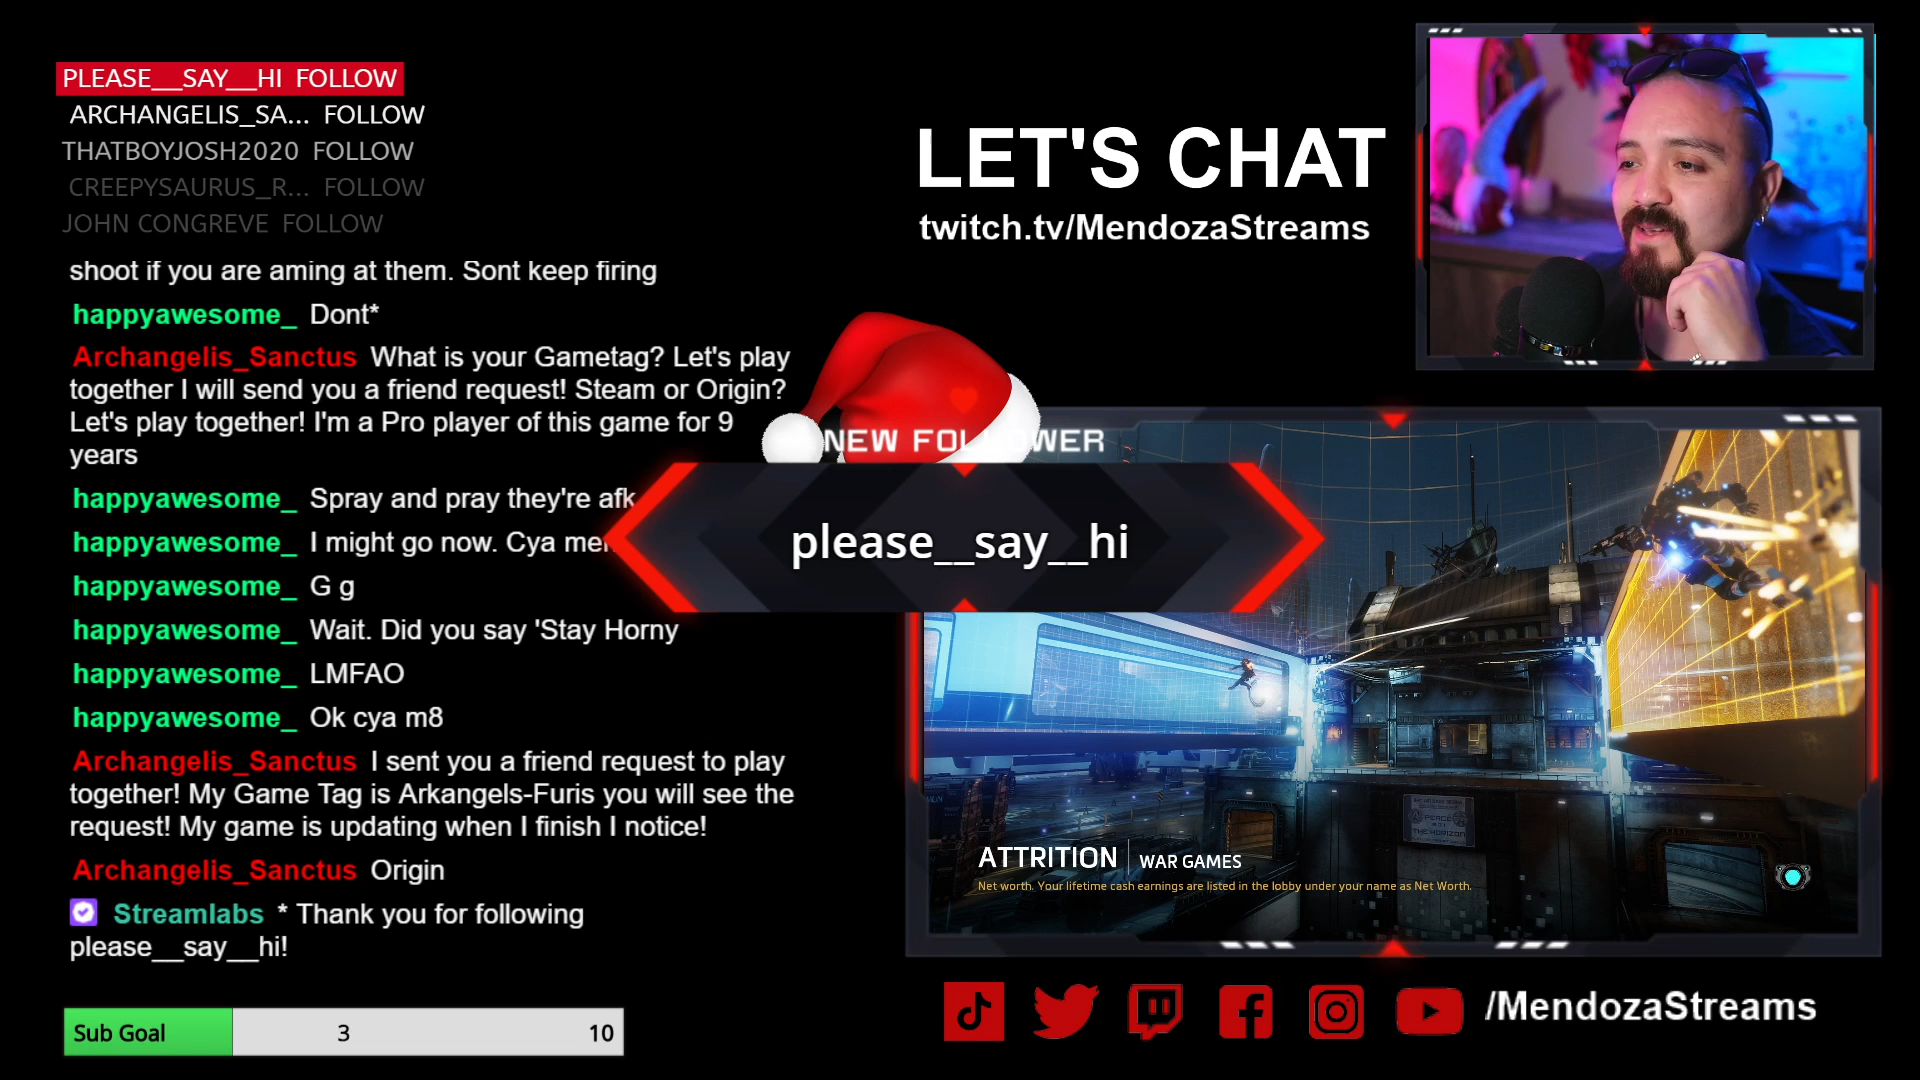 PLEASE__SAY__HI FOLLOW
ARCHANGELIS_SA... FOLLOW
THATBOYJOSH2020 FOLLOW
CREEPYSAURUS_R... FOLLOW
JOHN CONGREVE FOLLOW
shoot if you are aming at them. Sont keep firing
happyawesome_ Dont*
Archangelis_Sanctus What is your Gametag? Let's play
together I will send you a friend request! Steam or Origin?
Let's play together! I'm a Pro player of this game for 9
years
happyawesome_ Spray and pray they're afk
happyawesome_ I might go now. Cya
happyawesome_ G g
happyawesome_ Wait. Did you say 'Stay Horny
happyawesome_ LMFAO
happyawesome_ Ok cya m8
Archangelis_Sanctus I sent you a friend request to play
together! My Game Tag is Arkangels-Furis you will see the
request! My game is updating when I finish I notice!
Archangelis_Sanctus Origin
Streamlabs * Thank you for following
please__say__hi!
Sub Goal 3 10
LET'S CHAT
twitch.tv/MendozaStreams
NEW FOLLOWER
please__say__hi
PEACE
THE HORIZON
ATTRITION | WAR GAMES
Net worth. Your lifetime cash earnings are listed in the lobby under your name as Net Worth.
/MendozaStreams